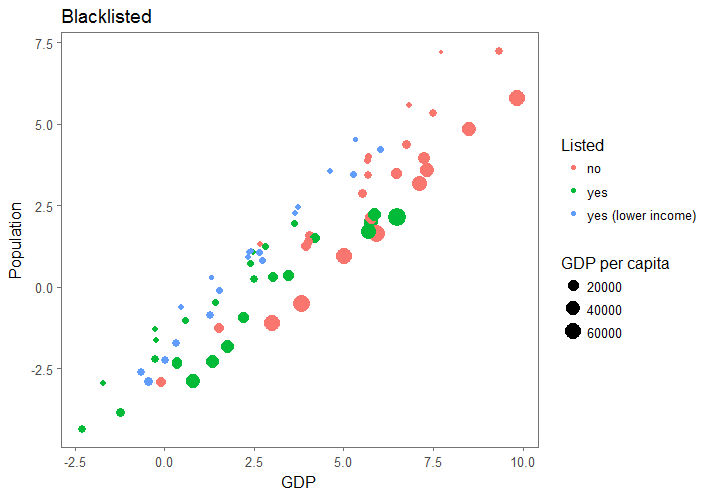 Blacklisted
7.5
5.0
2.5
0.0
-2.5
Population
-2.5 0.0 2.5 5.0 7.5 10.0
GDP
Listed
no
yes
yes (lower income)
GDP per capita
20000
40000
60000